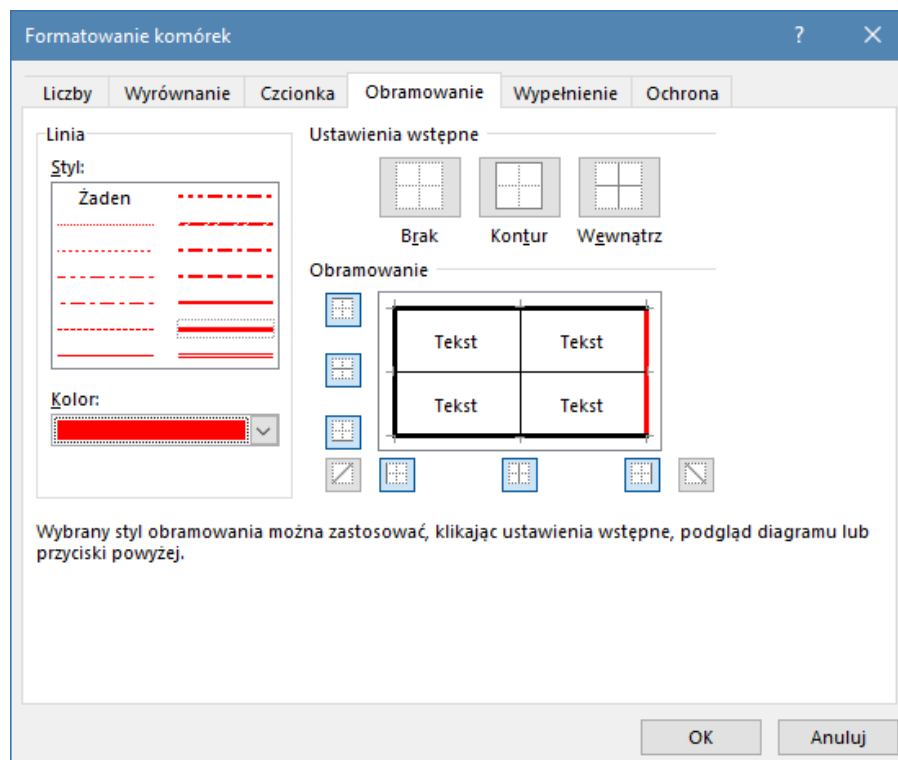 Formatowanie komórek ? ×
Liczby Wyrównanie Czcionka Obramowanie Wypełnienie Ochrona
Linia
Styl:
Żaden
Kolor:
Ustawienia wstępne
Brak Kontur Wewnątrz
Obramowanie
Tekst Tekst
Tekst Tekst
Wybrany styl obramowania można zastosować, klikając ustawienia wstępne, podgląd diagramu lub
przyciski powyżej.
OK Anuluj